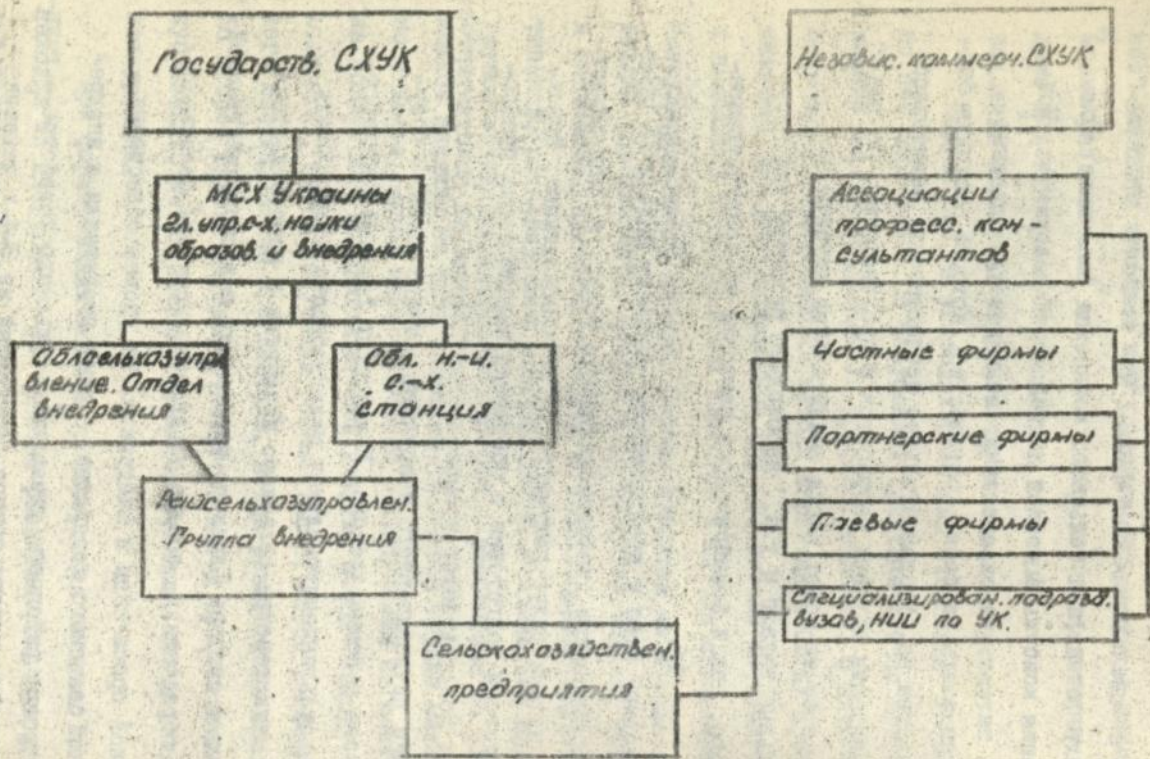 Государств. СХУК
МСХ Украины
Гл. упр. с-х. науки
образов. и внедрения
Облсельхозупра
вление. Отдел
внедрения
Обл. н.-и.
с.-х.
станция
Райсельхозуправлен.
Группа внедрения
Сельскохозяйствен.
предприятия
Независ. коммерч. СХУК
Ассоциации
професс. кон-
сультантов
Частные фирмы
Партнерские фирмы
Паевые фирмы
Специализирован. подразд.
вузов, НИИ по УК.